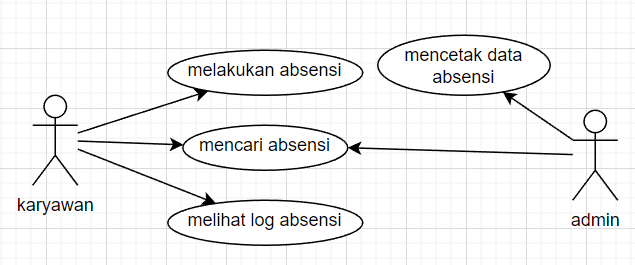 melakukan absensi
mencetak data
absensi
mencari absensi
melihat log absensi
karyawan
admin